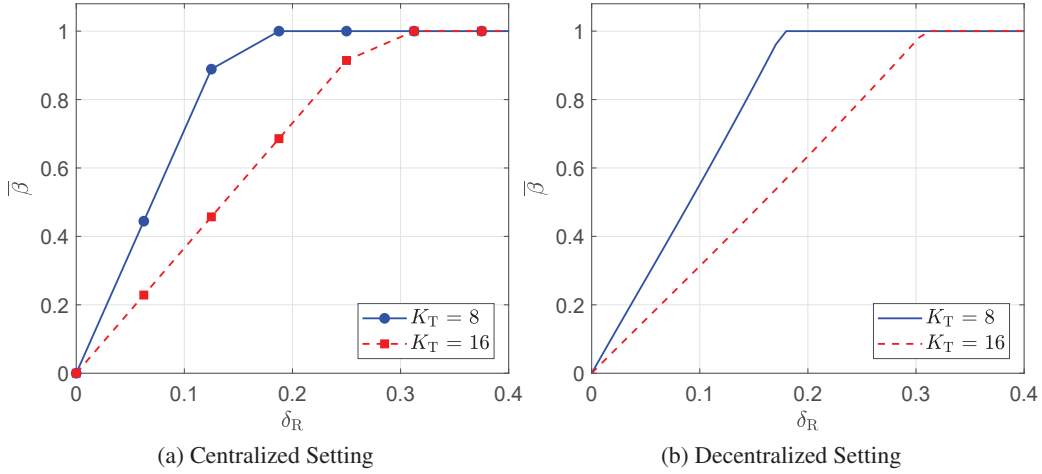 1
0.8
0.6
0.4
0.2
0
β̅
0 0.1 0.2 0.3 0.4
δ_R
K_T = 8
K_T = 16
(a) Centralized Setting
1
0.8
0.6
0.4
0.2
0
β̅
0 0.1 0.2 0.3 0.4
δ_R
K_T = 8
K_T = 16
(b) Decentralized Setting